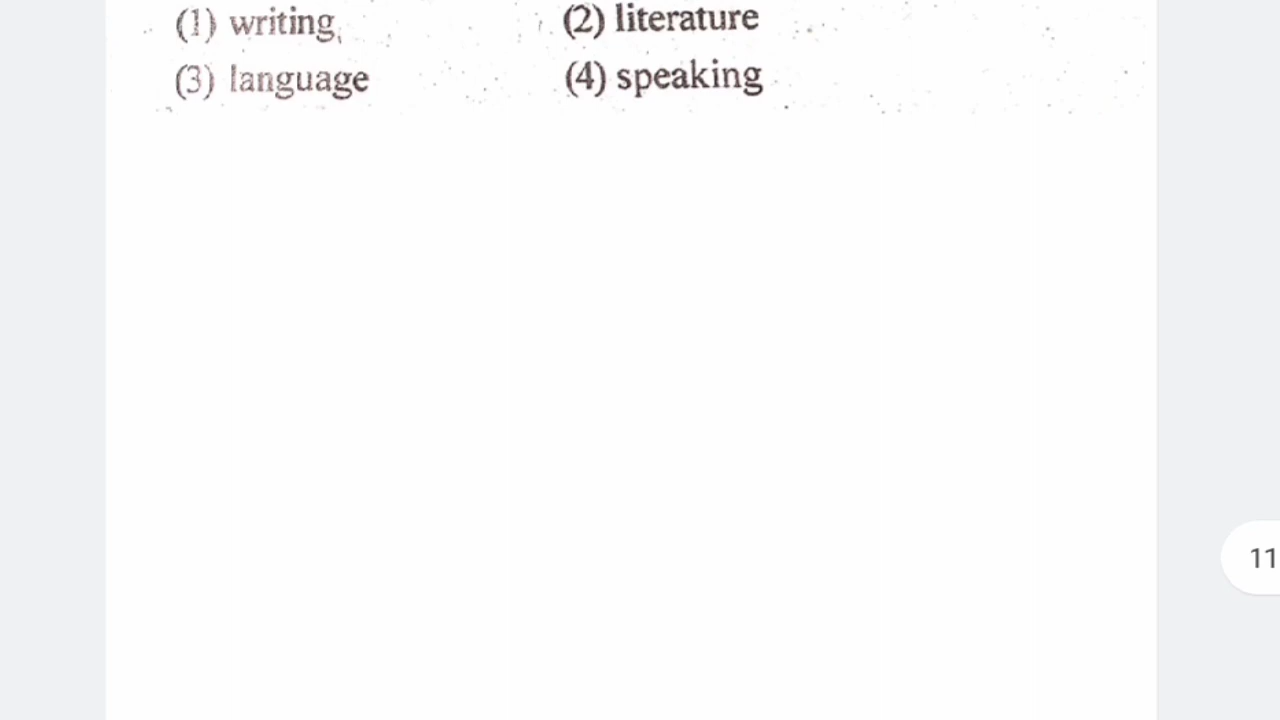 (1) writing (2) literature
(3) language (4) speaking
11